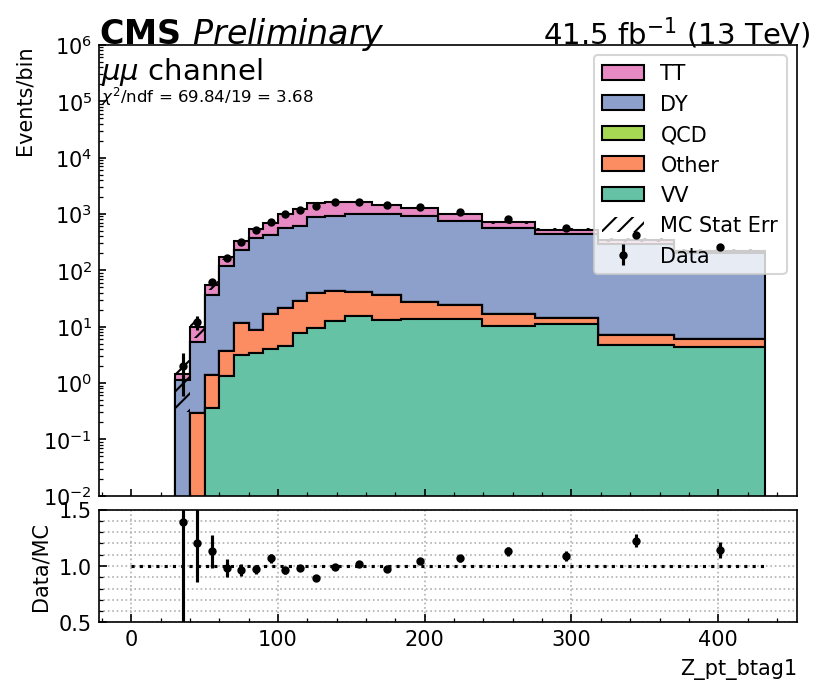 CMS Preliminary 41.5 fb⁻¹ (13 TeV)
Events/bin
μμ channel
χ²/ndf = 69.84/19 = 3.68
10⁶
10⁵
10⁴
10³
10²
10¹
10⁰
10⁻¹
10⁻²
TT
DY
QCD
Other
VV
MC Stat Err
Data
Data/MC
1.5
1.0
0.5
0 100 200 300 400
Z_pt_btag1